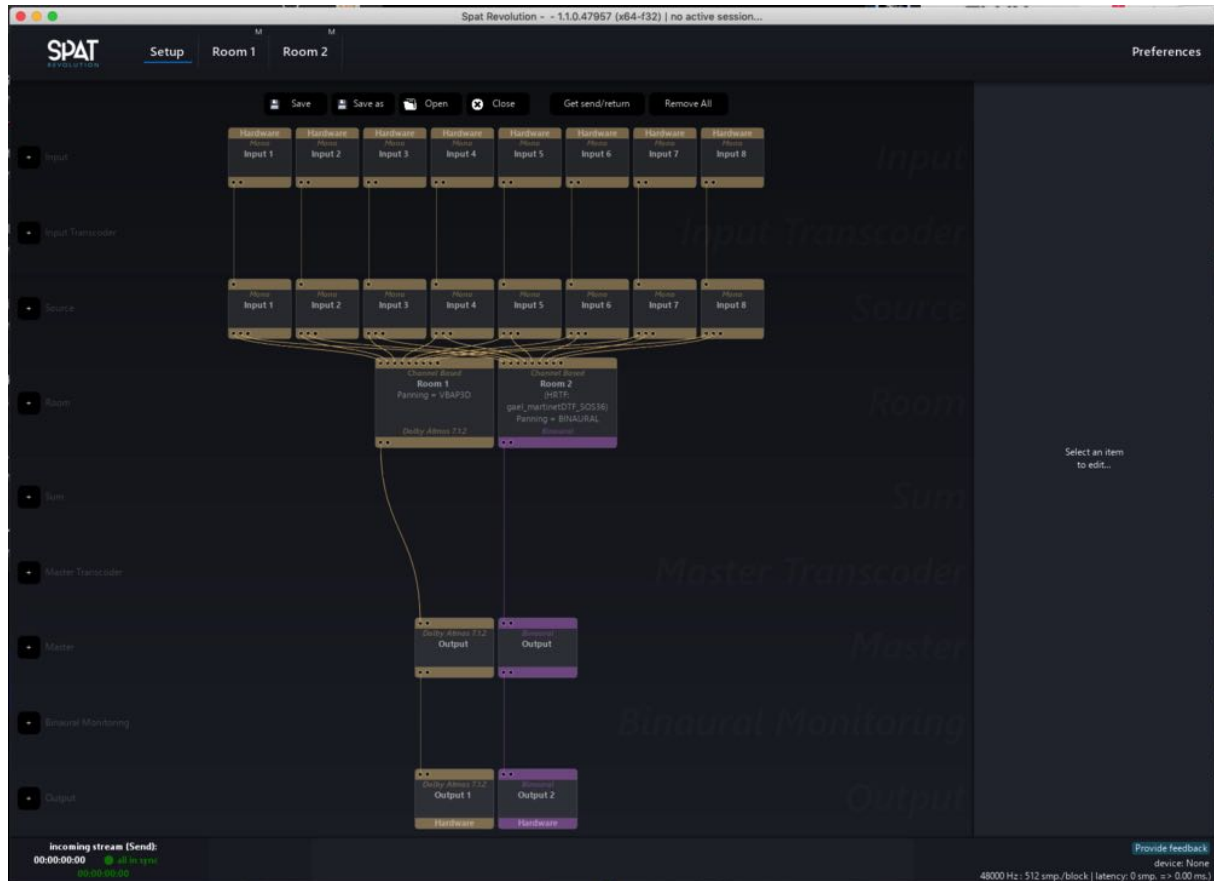 Spat Revolution - - 1.1.0.47957 (x64-f32) | no active session...
SPAT
REVOLUTION
Setup
M
Room 1
M
Room 2
Preferences
Save
Save as
Open
Close
Get send/return
Remove All
Input
Hardware Hardware Hardware Hardware Hardware Hardware Hardware Hardware
Mono Mono Mono Mono Mono Mono Mono Mono
Input 1 Input 2 Input 3 Input 4 Input 5 Input 6 Input 7 Input 8
Input
Input Transcoder
Input Transcoder
Source
Mono Mono Mono Mono Mono Mono Mono Mono
Input 1 Input 2 Input 3 Input 4 Input 5 Input 6 Input 7 Input 8
Source
Room
Channel Based
Room 1
Panning = VBAP3D
Dolby Atmos 7.1.2
Channel Based
Room 2
(HRTF:
gael_martinetDTF_SOS36)
Panning = BINAURAL
Binaural
Room
Select an item
to edit...
Sum
Sum
Master Transcoder
Master Transcoder
Master
Dolby Atmos 7.1.2
Output
Binaural
Output
Master
Binaural Monitoring
Binaural Monitoring
Output
Dolby Atmos 7.1.2
Output 1
Hardware
Binaural
Output 2
Hardware
Output
incoming stream (Send):
00:00:00:00 all in sync
00:00:00:00
Provide feedback
device: None
48000 Hz : 512 smp./block | latency: 0 smp. => 0.00 ms.)